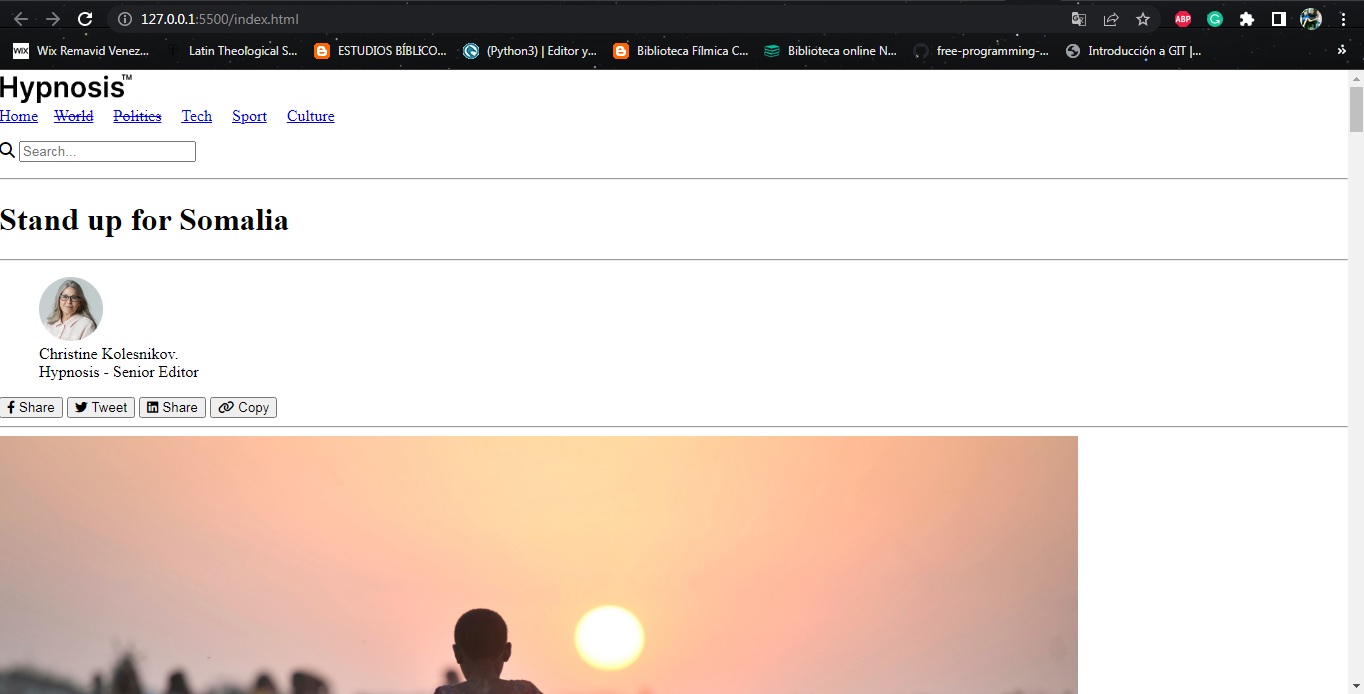 127.0.0.1:5500/index.html
ABP
WIX Wix Remavid Venez... Latin Theological S... ESTUDIOS BÍBLICO... (Python3) | Editor y... Biblioteca Fílmica C... Biblioteca online N... free-programming-... Introducción a GIT |...
Hypnosis™
Home World Politics Tech Sport Culture
Search...
Stand up for Somalia
Christine Kolesnikov.
Hypnosis - Senior Editor
Share Tweet Share Copy